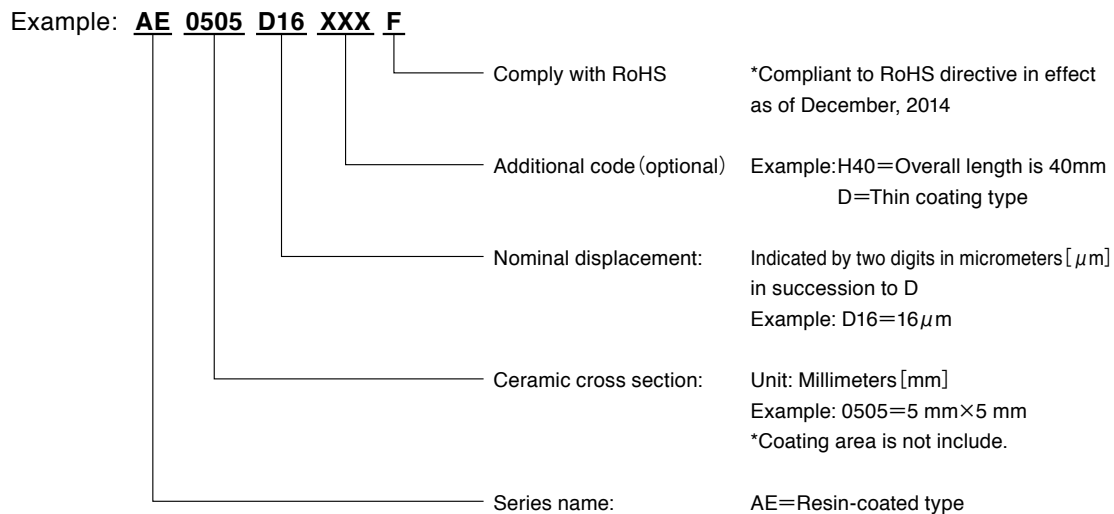 Example: AE 0505 D16 XXX F
Comply with RoHS *Compliant to RoHS directive in effect
as of December, 2014
Additional code (optional) Example:H40=Overall length is 40mm
D=Thin coating type
Nominal displacement: Indicated by two digits in micrometers[μm]
in succession to D
Example: D16=16μm
Ceramic cross section: Unit: Millimeters[mm]
Example: 0505=5 mm×5 mm
*Coating area is not include.
Series name: AE=Resin-coated type